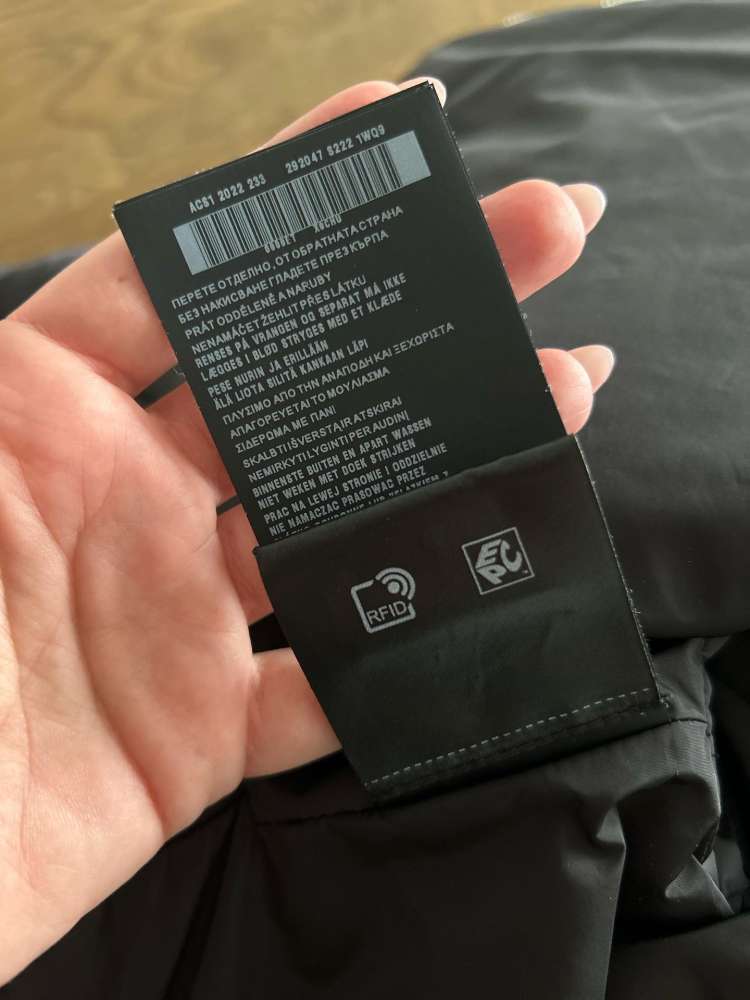 ACS1 2022 233 292047 S222 1WQ9
ПЕРЕТЕ ОТДЕЛНО, ОТ ОБРАТНАТА СТРАНА
БЕЗ НАКИСВАНЕ ГЛАДЕТЕ ПРЕЗ КЪРПА
PRÁT ODDĚLENĚ A NARUBY
NENAMÁČET ŽEHLIT PŘES LÁTKU
RENSES PÅ VRANGEN OG SEPARAT MÅ IKKE
LÆGGES I BLØD STRYGES MED ET KLÆDE
PESE NURIN JA ERILLÄÄN
ÄLÄ LIOTA SILITÄ KANKAAN LÄPI
ΠΛΥΣΙΜΟ ΑΠΟ ΤΗΝ ΑΝΑΠΟΔΗ ΚΑΙ ΞΕΧΩΡΙΣΤΑ
ΑΠΑΓΟΡΕΥΕΤΑΙ ΤΟ ΜΟΥΛΙΑΣΜΑ
ΣΙΔΕΡΩΜΑ ΜΕ ΠΑΝΙ
SKALBTI IŠVERSTĄ IR ATSKIRAI
NEMIRKYTI LYGINTI PER AUDINĮ
BINNENSTE BUITEN EN APART WASSEN
NIET WEKEN MET DOEK STRIJKEN
PRAĆ NA LEWEJ STRONIE I ODDZIELNIE
NIE NAMACZAĆ PRASOWAĆ PRZEZ
RFID
EPC